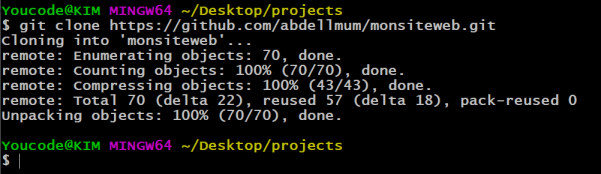 Youcode@KIM MINGW64 ~/Desktop/projects
$ git clone https://github.com/abdellmum/monsiteweb.git
Cloning into 'monsiteweb'...
remote: Enumerating objects: 70, done.
remote: Counting objects: 100% (70/70), done.
remote: Compressing objects: 100% (43/43), done.
remote: Total 70 (delta 22), reused 57 (delta 18), pack-reused 0
Unpacking objects: 100% (70/70), done.
Youcode@KIM MINGW64 ~/Desktop/projects
$